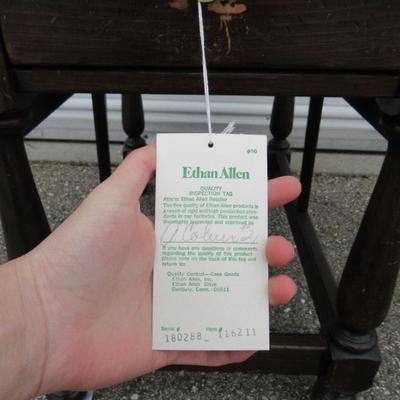 #10
Ethan Allen
QUALITY
INSPECTION TAG
Attn: Ethan Allen Retailer
The fine quality of Ethan Allen products is
a result of rigid and high production stan-
dards in our factories. This product was
thoroughly inspected and approved by
If you have any questions or comments
regarding the quality of this product
please note on the back of this tag and
return to:
Quality Control—Case Goods
Ethan Allen, Inc.
Ethan Allen Drive
Danbury, Conn. 06811
Serial # Item #
180288_ 116211